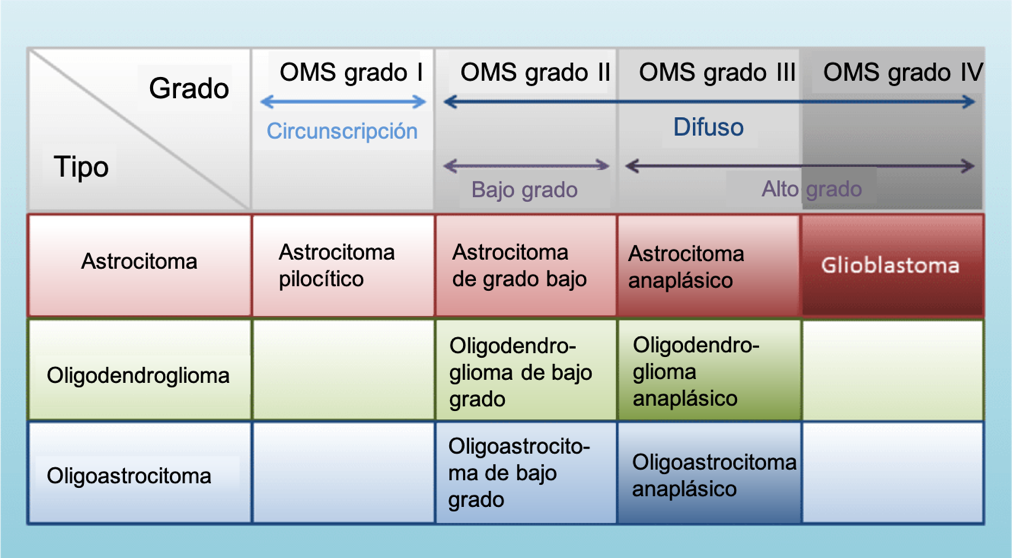 Grado
Tipo
OMS grado I
OMS grado II
OMS grado III
OMS grado IV
Circunscripción
Difuso
Bajo grado
Alto grado
Astrocitoma
Astrocitoma
pilocítico
Astrocitoma
de grado bajo
Astrocitoma
anaplásico
Glioblastoma
Oligodendroglioma
Oligodendro-
glioma de bajo
grado
Oligodendro-
glioma
anaplásico
Oligoastrocitoma
Oligoastrocito-
ma de bajo
grado
Oligoastrocitoma
anaplásico